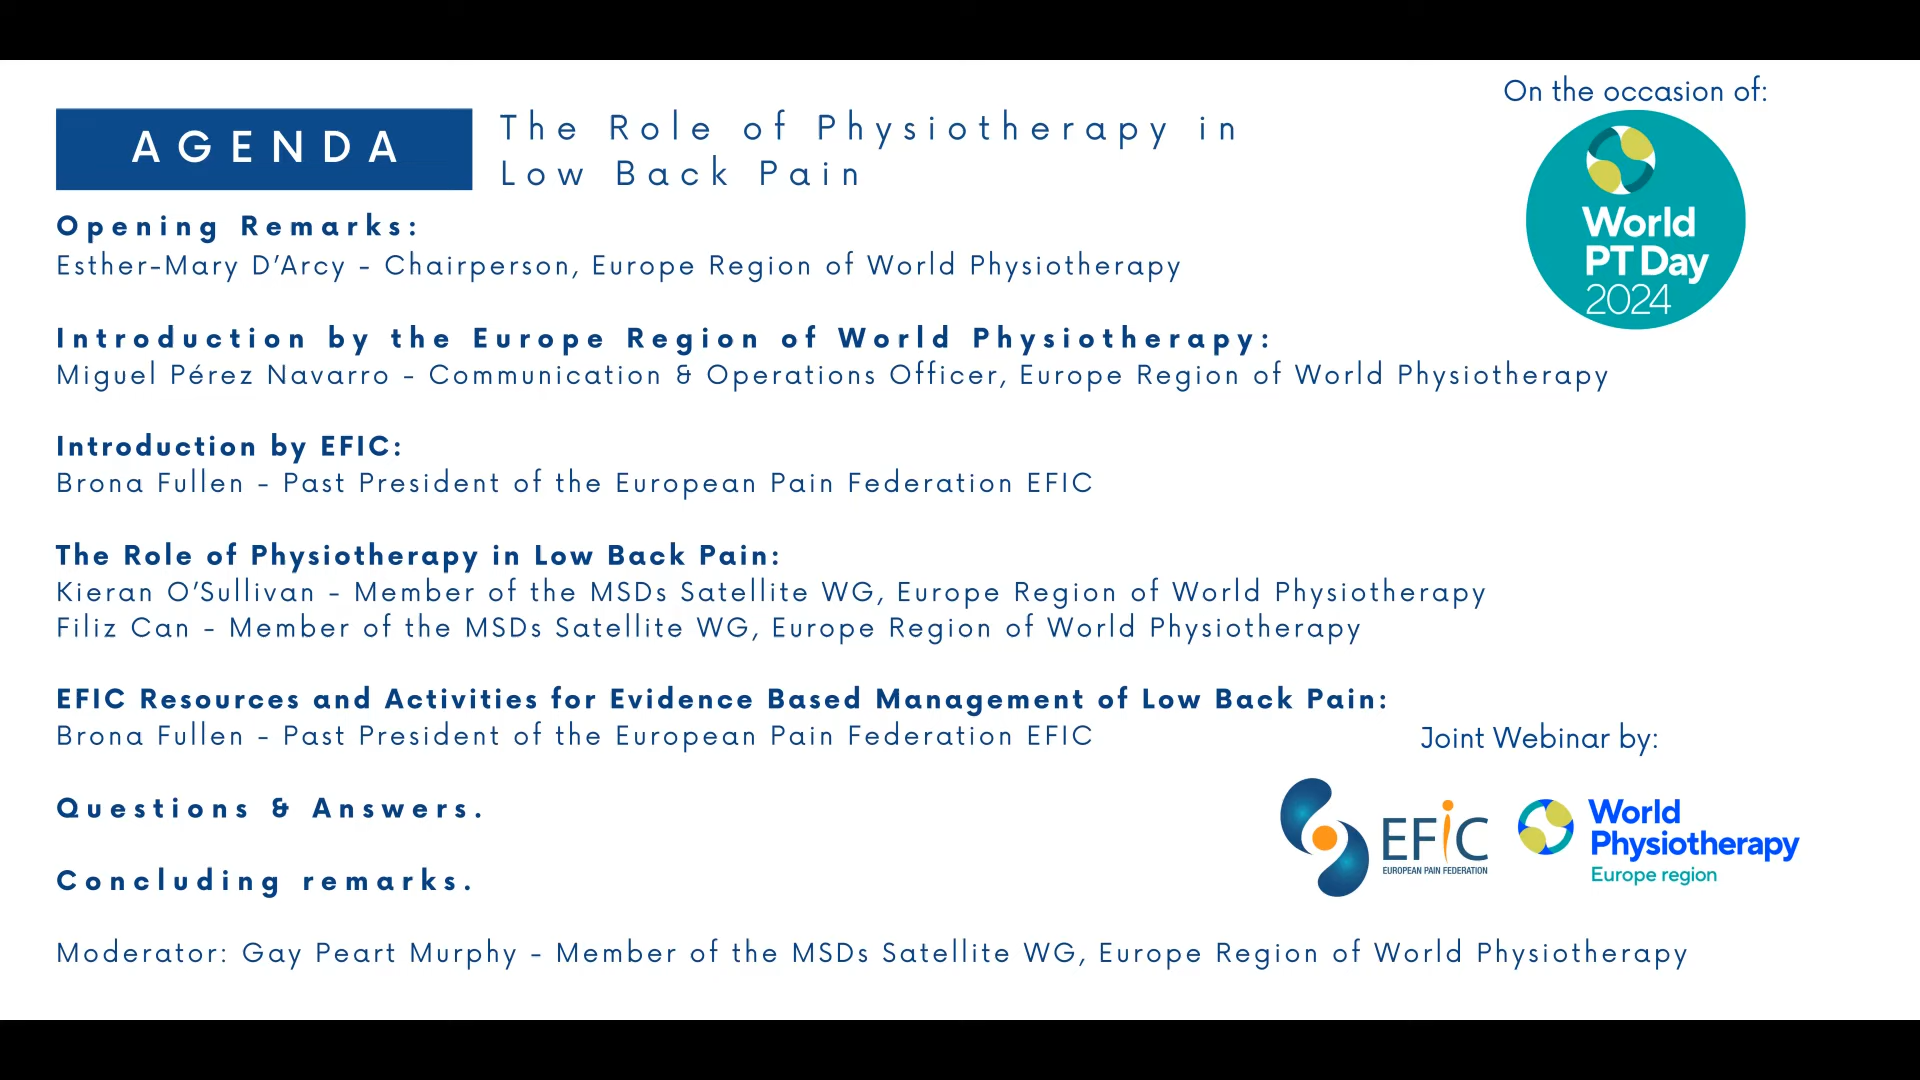 On the occasion of:
AGENDA
The Role of Physiotherapy in
Low Back Pain
World
PT Day
2024
Opening Remarks:
Esther-Mary D'Arcy - Chairperson, Europe Region of World Physiotherapy
Introduction by the Europe Region of World Physiotherapy:
Miguel Pérez Navarro - Communication & Operations Officer, Europe Region of World Physiotherapy
Introduction by EFIC:
Brona Fullen - Past President of the European Pain Federation EFIC
The Role of Physiotherapy in Low Back Pain:
Kieran O'Sullivan - Member of the MSDs Satellite WG, Europe Region of World Physiotherapy
Filiz Can - Member of the MSDs Satellite WG, Europe Region of World Physiotherapy
EFIC Resources and Activities for Evidence Based Management of Low Back Pain:
Brona Fullen - Past President of the European Pain Federation EFIC
Joint Webinar by:
Questions & Answers.
EFiC
EUROPEAN PAIN FEDERATION
World
Physiotherapy
Europe region
Concluding remarks.
Moderator: Gay Peart Murphy - Member of the MSDs Satellite WG, Europe Region of World Physiotherapy